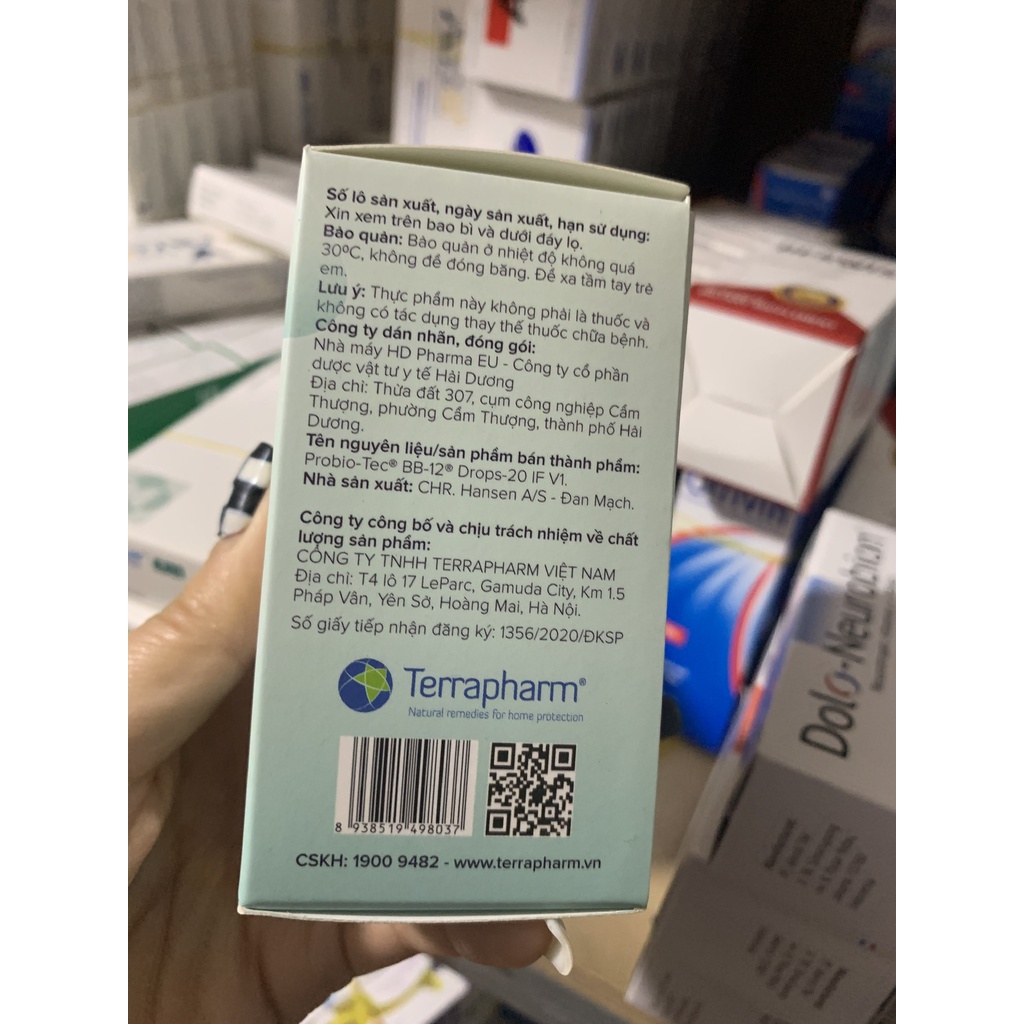 Số lô sản xuất, ngày sản xuất, hạn sử dụng:
Xin xem trên bao bì và dưới đáy lọ.
Bảo quản: Bảo quản ở nhiệt độ không quá
30ºC, không để đóng băng. Để xa tầm tay trẻ
em.
Lưu ý: Thực phẩm này không phải là thuốc và
không có tác dụng thay thế thuốc chữa bệnh.
Công ty dán nhãn, đóng gói:
Nhà máy HD Pharma EU - Công ty cổ phần
dược vật tư y tế Hải Dương
Địa chỉ: Thửa đất 307, cụm công nghiệp Cẩm
Thượng, phường Cẩm Thượng, thành phố Hải
Dương.
Tên nguyên liệu/sản phẩm bán thành phẩm:
Probio-Tec® BB-12® Drops-20 IF V1.
Nhà sản xuất: CHR. Hansen A/S - Đan Mạch.
Công ty công bố và chịu trách nhiệm về chất
lượng sản phẩm:
CÔNG TY TNHH TERRAPHARM VIỆT NAM
Địa chỉ: T4 lô 17 LeParc, Gamuda City, Km 1.5
Pháp Vân, Yên Sở, Hoàng Mai, Hà Nội.
Số giấy tiếp nhận đăng ký: 1356/2020/ĐKSP
Terrapharm®
Natural remedies for home protection
8 938519 498037
CSKH: 1900 9482 - www.terrapharm.vn
Dolo-Neurobion